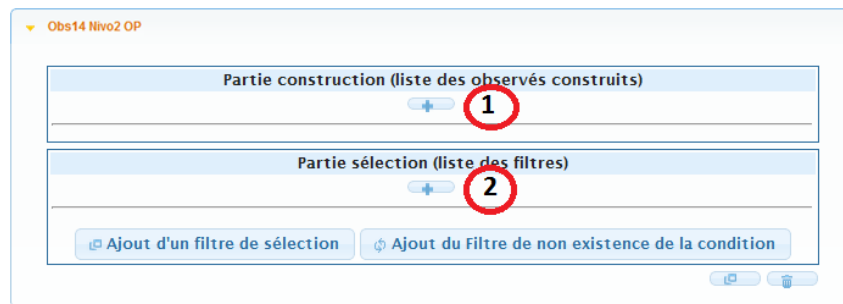 Obs14 Nivo2 OP
Partie construction (liste des observés construits)
1
Partie sélection (liste des filtres)
2
Ajout d'un filtre de sélection
Ajout du Filtre de non existence de la condition